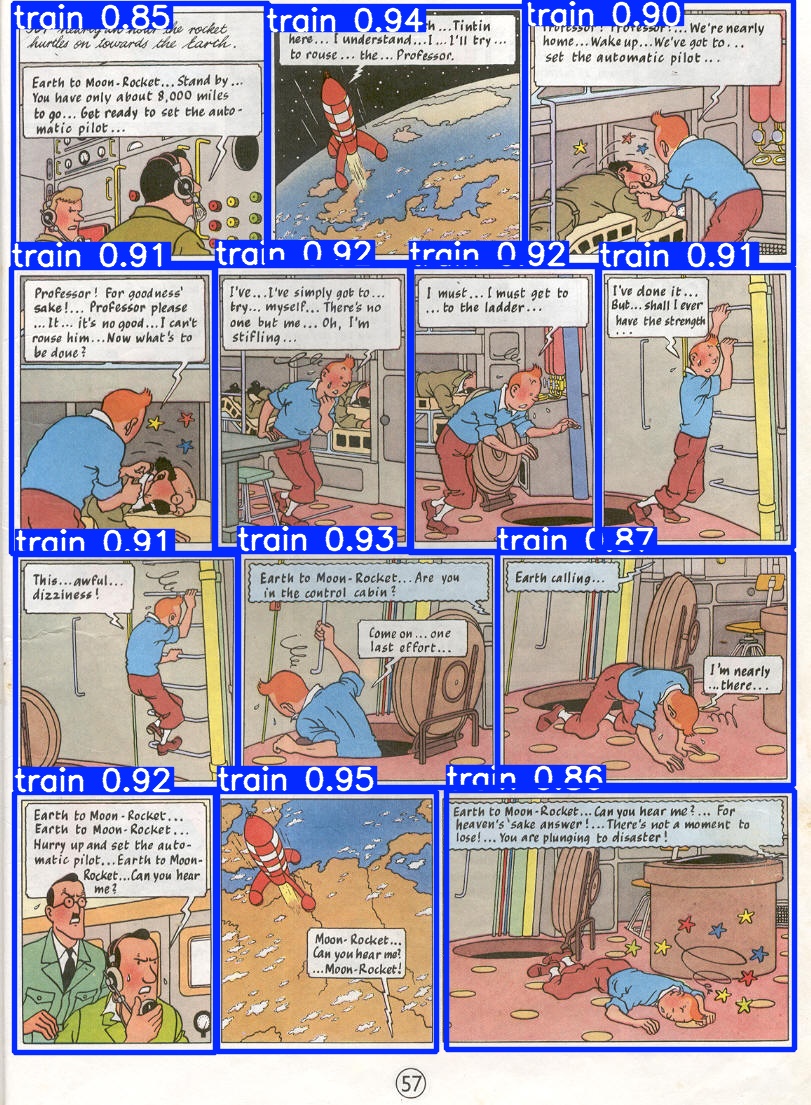 train 0.85
train 0.94
train 0.90
hurtles on towards the Earth.
Earth to Moon-Rocket...Stand by...
You have only about 8,000 miles
to go... Get ready to set the auto-
matic pilot...
...Tintin
here... I understand...I... I'll try...
to rouse... the... Professor.
Professor! Professor!... We're nearly
home...Wake up...We've got to...
set the automatic pilot...
train 0.91
train 0.92
train 0.92
train 0.91
Professor! For goodness'
sake!... Professor please
...It... it's no good...I can't
rouse him...Now what's to
be done?
I've...I've simply got to...
try... myself... There's no
one but me... Oh, I'm
stifling...
I must... I must get to
...to the ladder...
I've done it...
But...shall I ever
have the strength
...
train 0.91
train 0.93
train 0.87
This...awful...
dizziness!
Earth to Moon-Rocket...Are you
in the control cabin?
Come on...one
last effort...
Earth calling...
I'm nearly
...there...
train 0.92
train 0.95
train 0.86
Earth to Moon-Rocket...
Earth to Moon-Rocket...
Hurry up and set the auto-
matic pilot...Earth to Moon-
Rocket...Can you hear
me?
Moon-Rocket...
Can you hear me?
...Moon-Rocket!
Earth to Moon-Rocket...Can you hear me?... For
heaven's sake answer!...There's not a moment to
lose!...You are plunging to disaster!
57